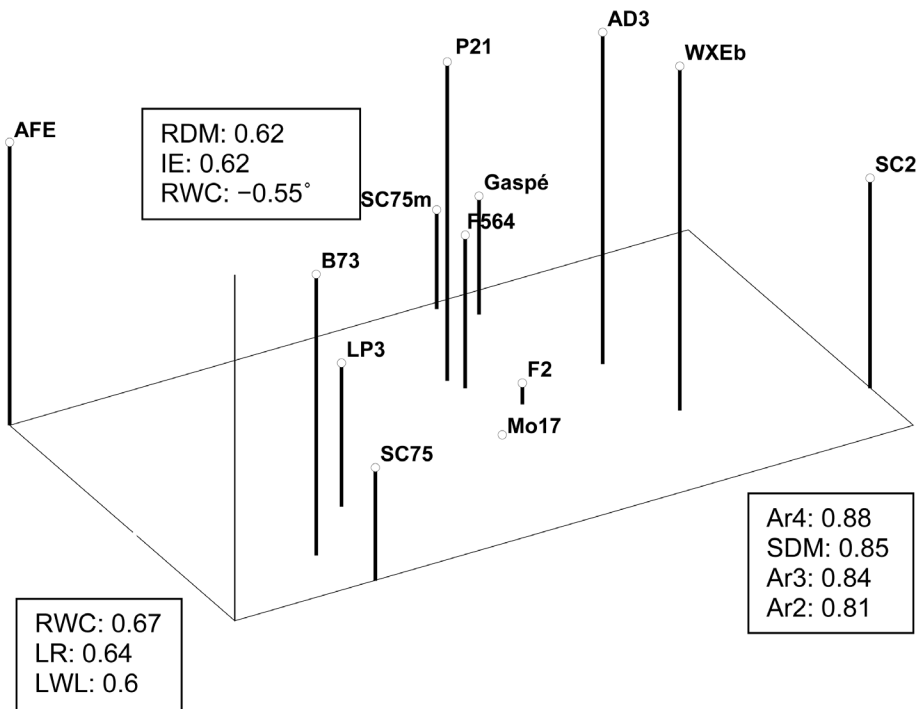 AD3
P21
WXEb
AFE
RDM: 0.62
IE: 0.62
RWC: −0.55°
SC2
Gaspé
SC75m
F564
B73
LP3
F2
Mo17
SC75
Ar4: 0.88
SDM: 0.85
Ar3: 0.84
Ar2: 0.81
RWC: 0.67
LR: 0.64
LWL: 0.6